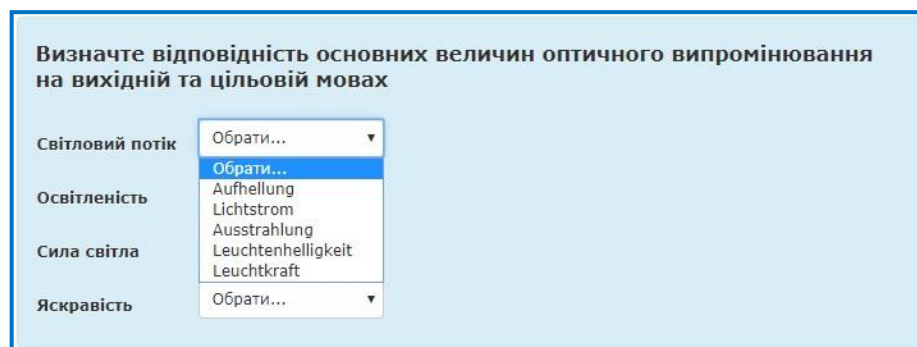 Визначте відповідність основних величин оптичного випромінювання
на вихідній та цільовій мовах
Світловий потік Обрати...
Обрати...
Aufhellung
Освітленість
Lichtstrom
Ausstrahlung
Сила світла Leuchtenhelligkeit
Leuchtkraft
Яскравість Обрати...